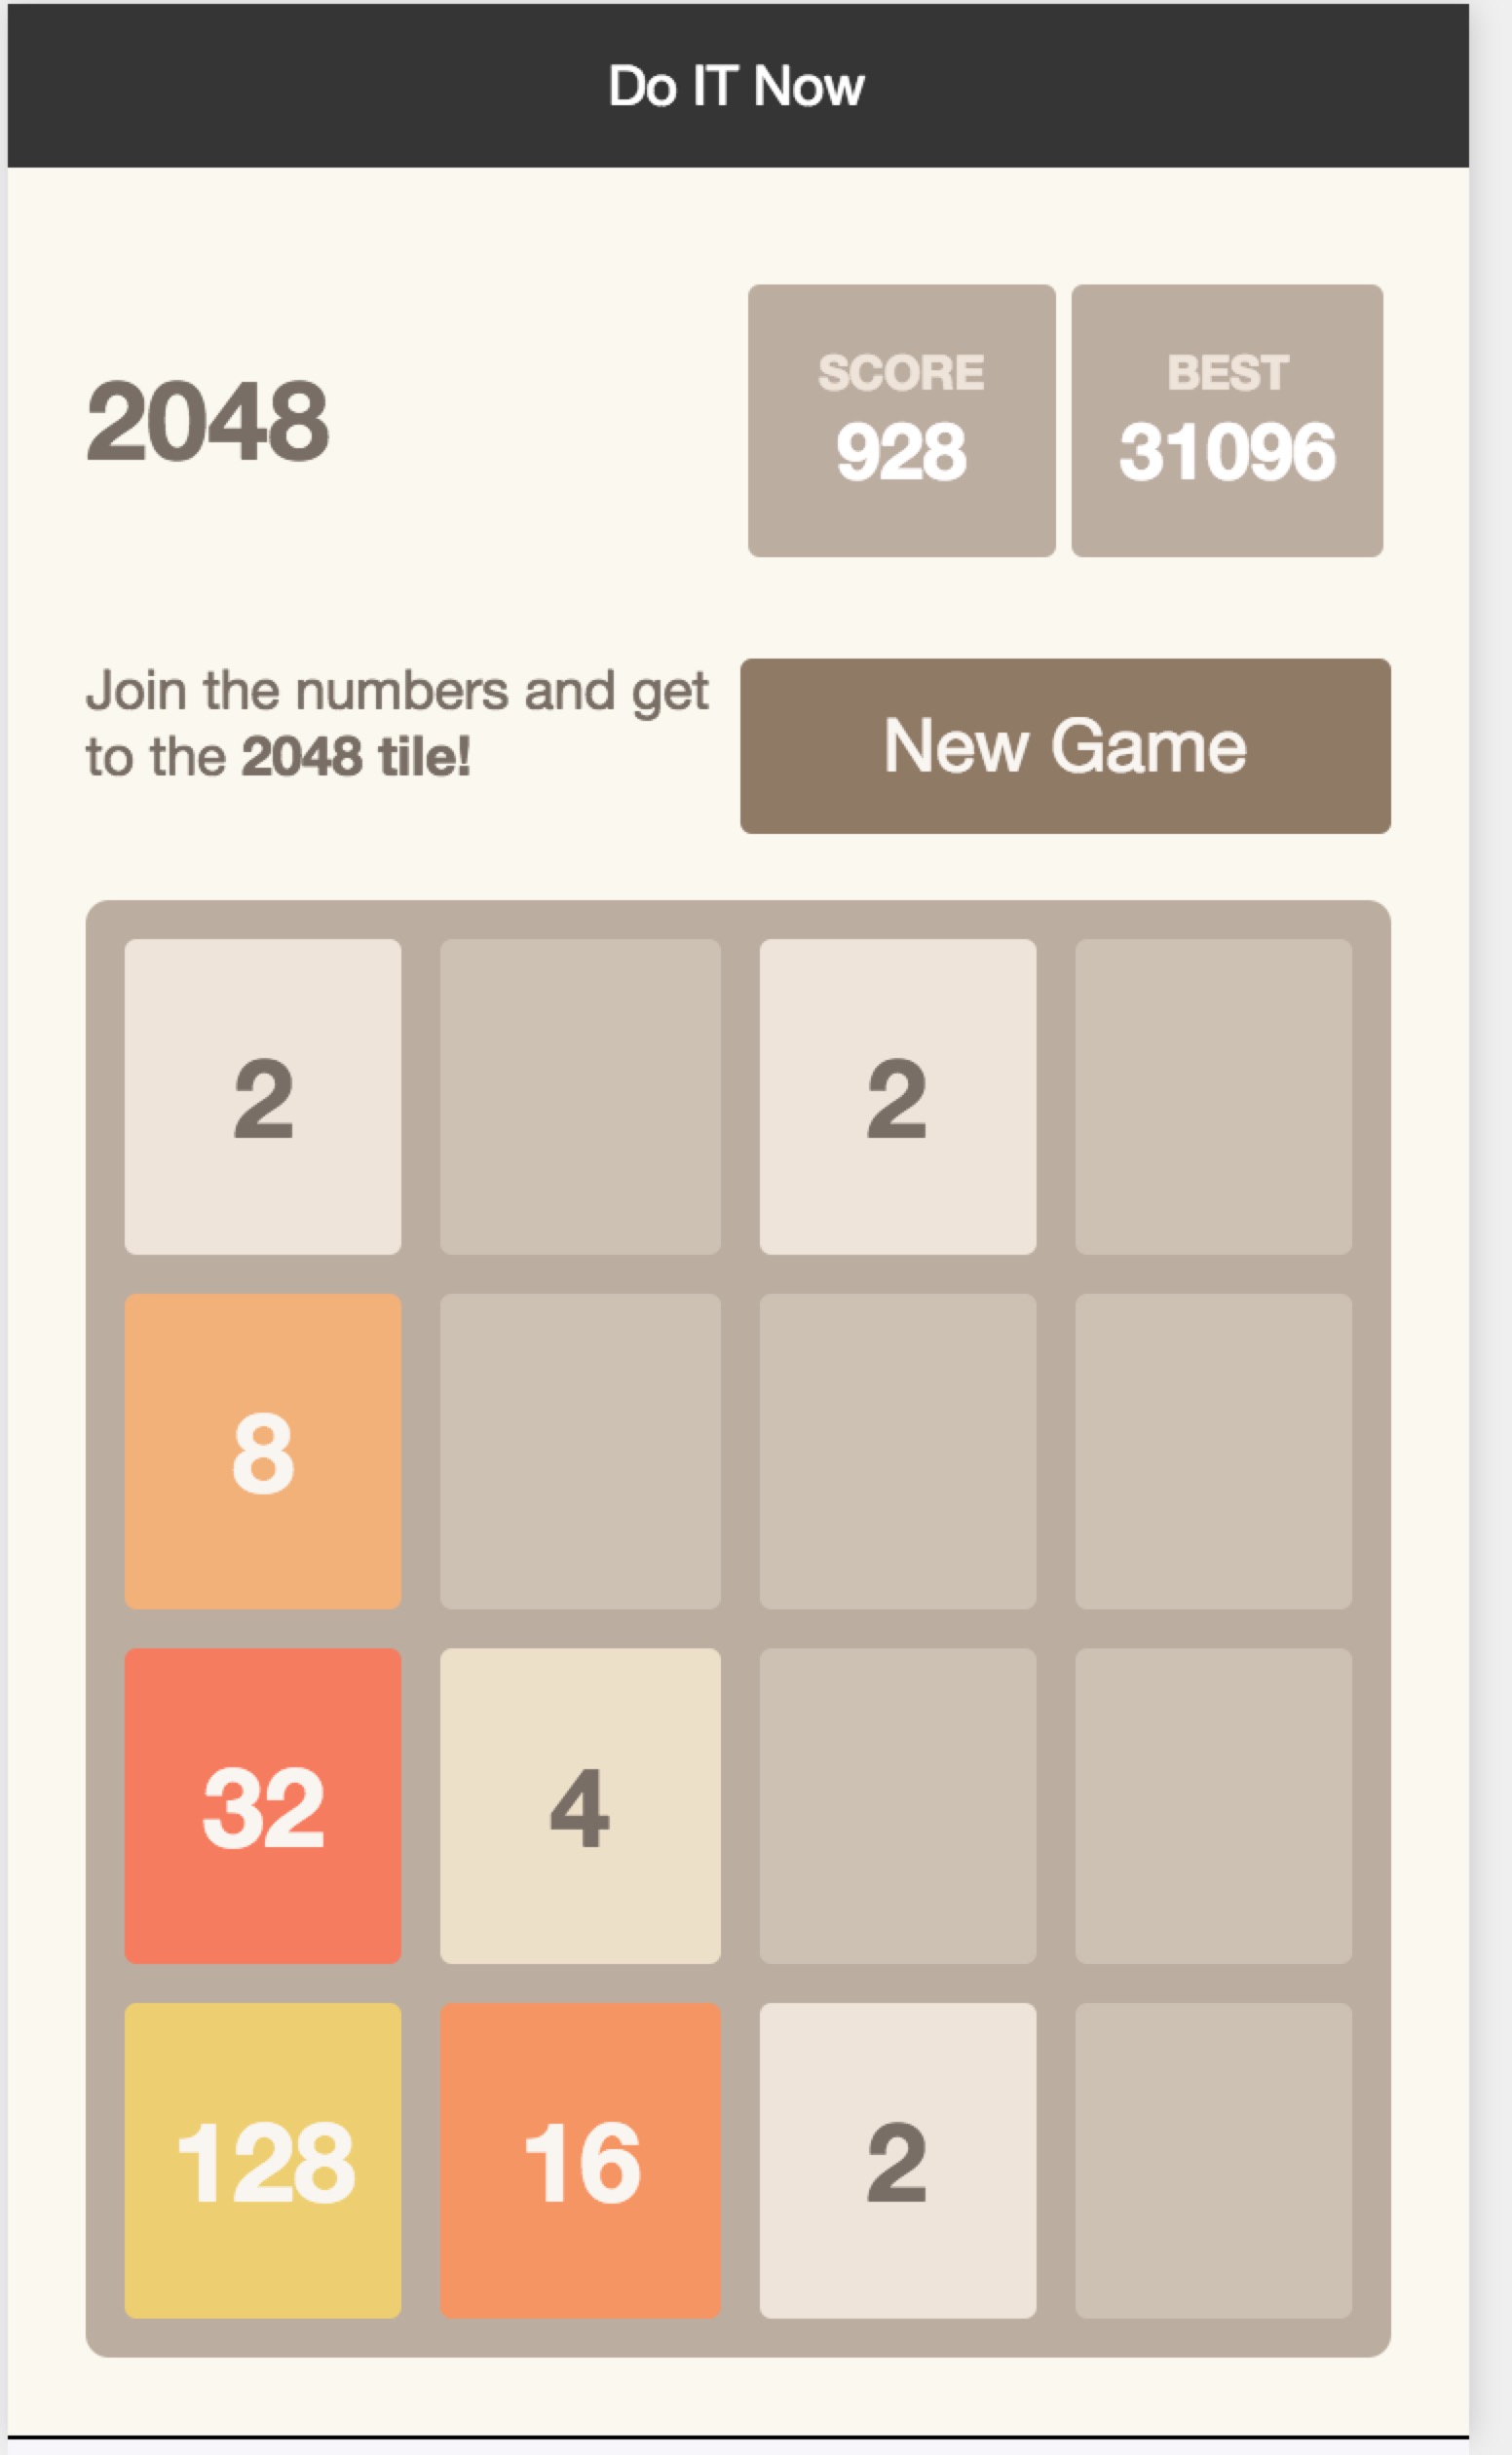 Do IT Now
2048
SCORE
928
BEST
31096
Join the numbers and get
to the 2048 tile!
New Game
2 2
8
32 4
128 16 2